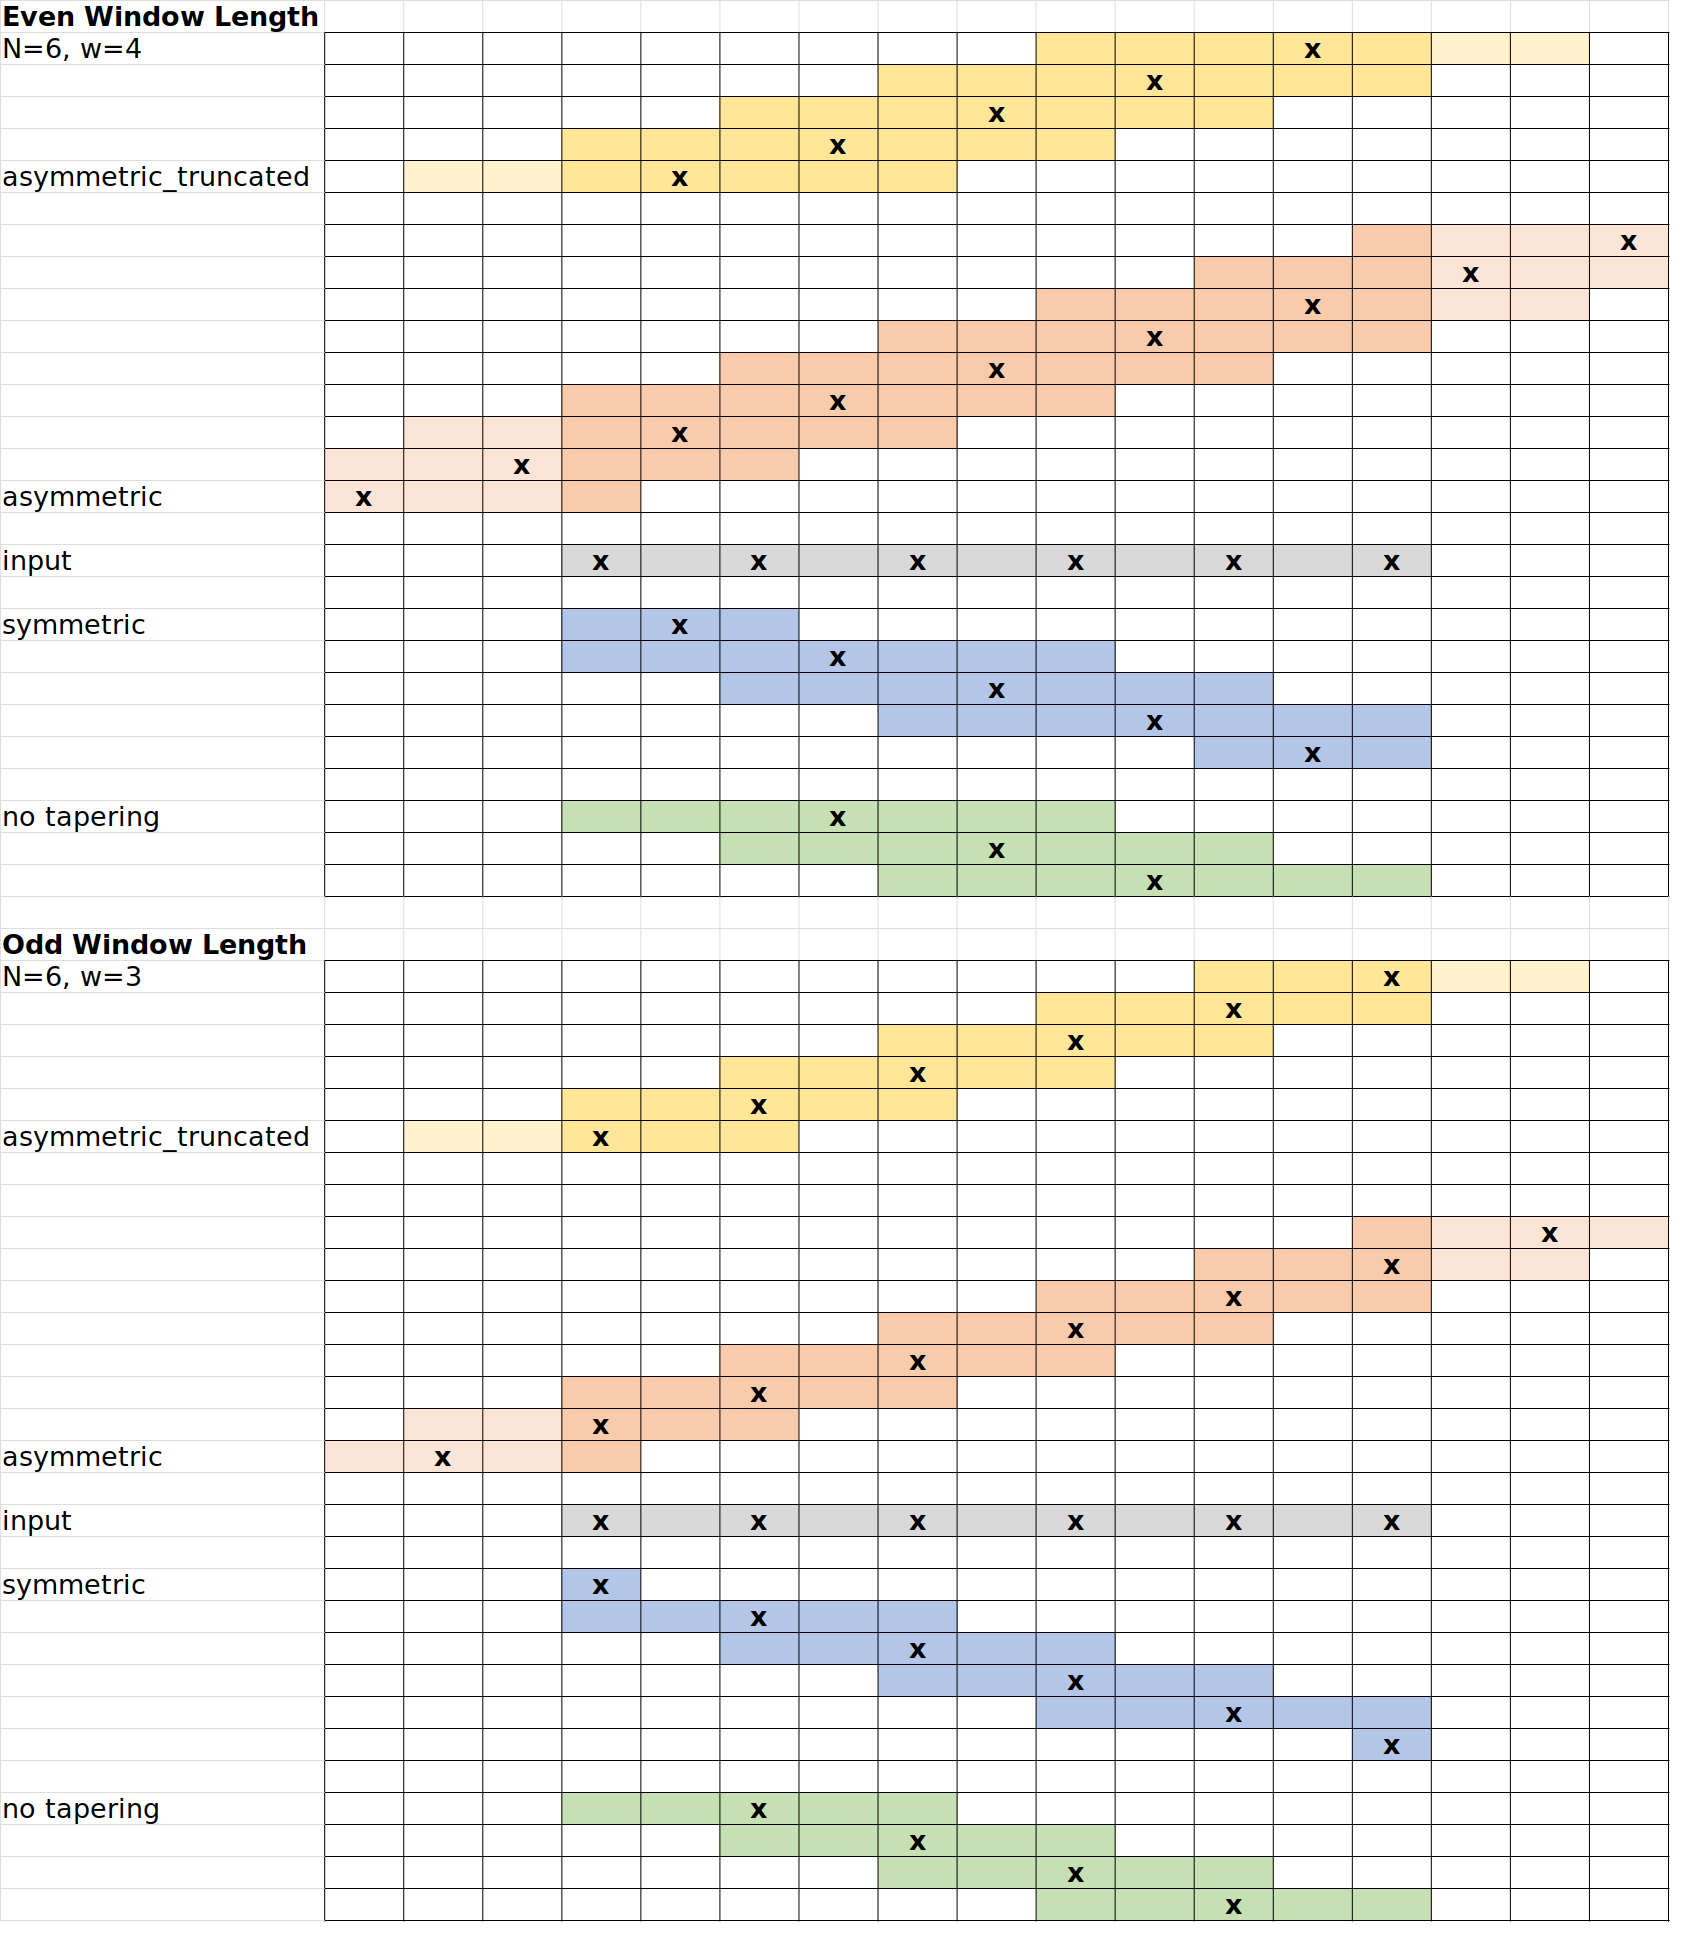 Even Window Length
N=6, w=4 x
x
x
x
asymmetric_truncated x
x
x
x
x
x
x
x
x
asymmetric x
input x x x x x x
symmetric x
x
x
x
x
no tapering x
x
x
Odd Window Length
N=6, w=3 x
x
x
x
x
asymmetric_truncated x
x
x
x
x
x
x
x
asymmetric x
input x x x x x x
symmetric x
x
x
x
x
x
no tapering x
x
x
x